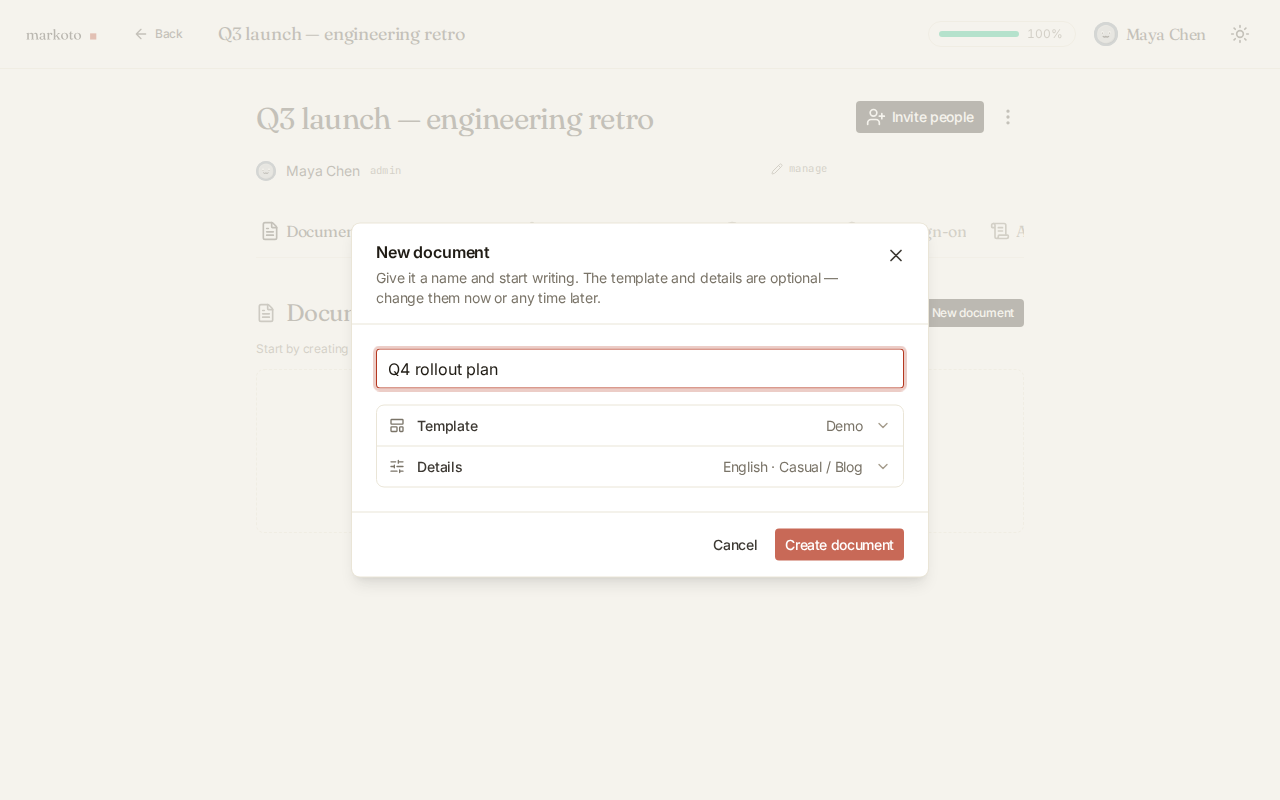 markoto
Back
Q3 launch — engineering retro
100%
Maya Chen
Q3 launch — engineering retro
Invite people
Maya Chen admin
manage
New document
Give it a name and start writing. The template and details are optional —
change them now or any time later.
Start by creating
New document
Q4 rollout plan
Template
Demo
Details
English · Casual / Blog
Cancel
Create document